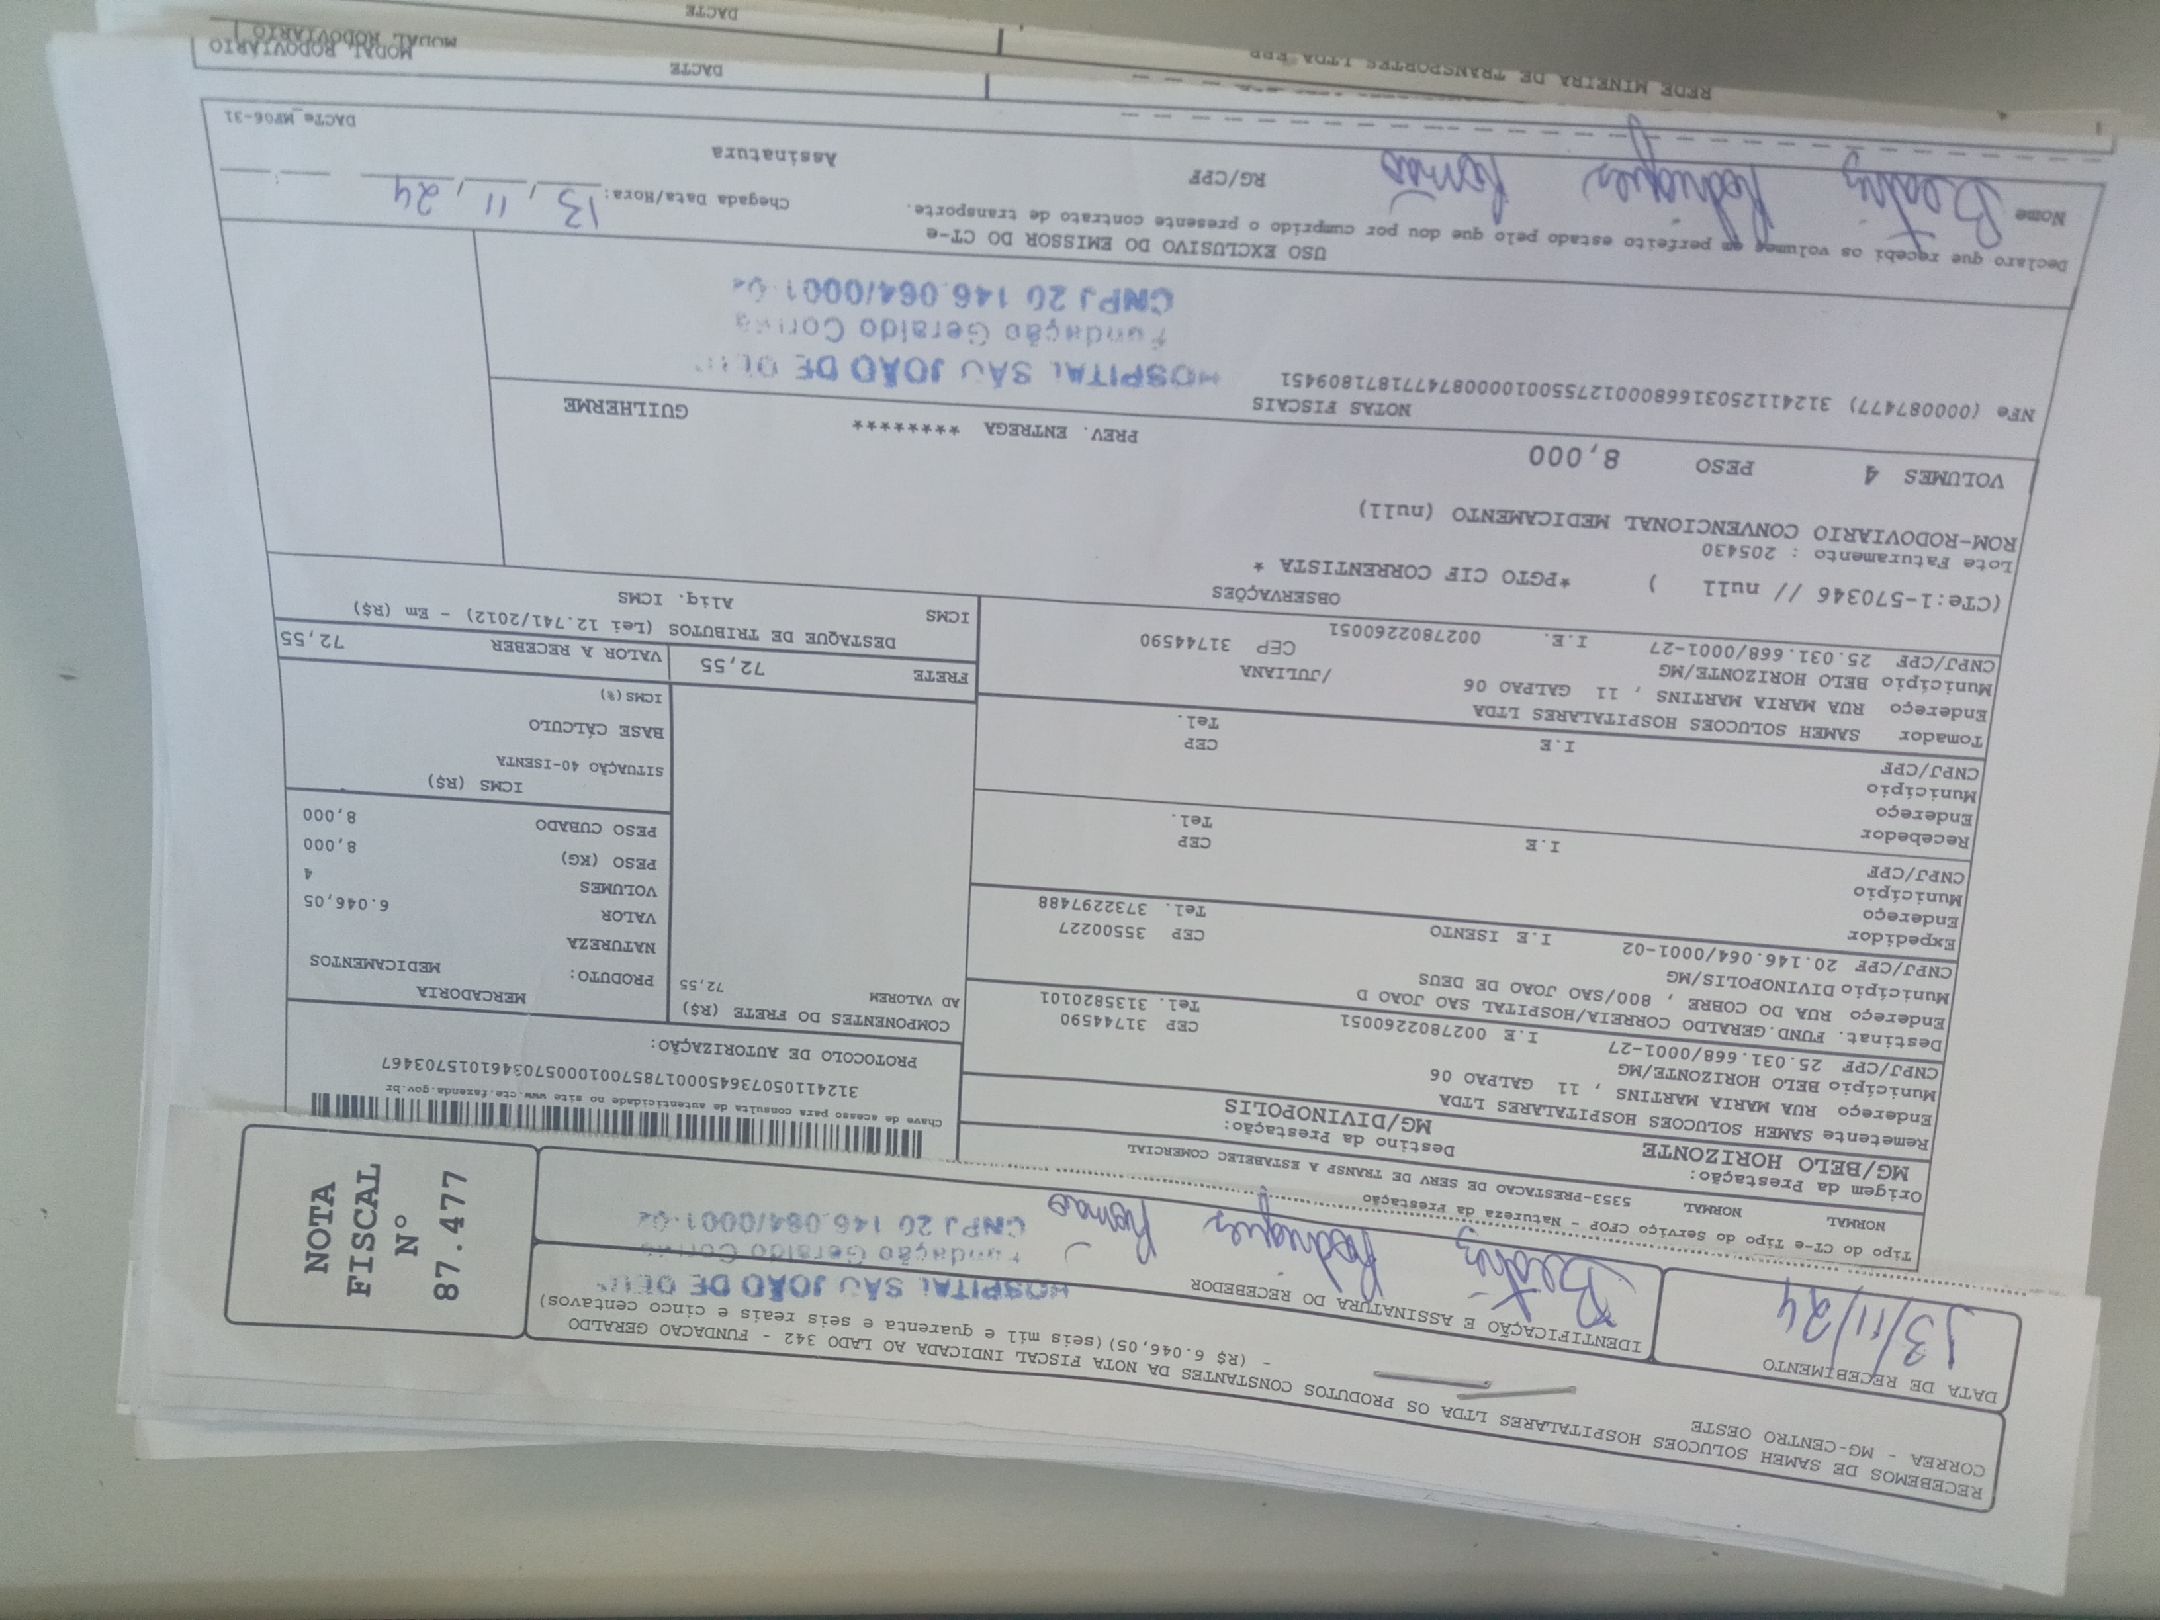 RECEBEMOS DE SAMEH SOLUCOES HOSPITALARES LTDA OS PRODUTOS CONSTANTES DA NOTA FISCAL INDICADA AO LADO 342 - FUNDACAO GERALDO
CORREA - MG-CENTRO OESTE - (R$ 6.046,05)(seis mil e quarenta e seis reais e cinco centavos)
DATA DE RECEBIMENTO
13/11/24
IDENTIFICAÇÃO E ASSINATURA DO RECEBEDOR
Beatriz Rodrigues Romão
HOSPITAL SÃO JOÃO DE DEUS
Fundação Geraldo Corrêa
CNPJ 20 146.064/0001-02
NOTA
FISCAL
N°
87.477
Tipo do CT-e Tipo do Serviço CFOP - Natureza da Prestação
NORMAL NORMAL 5353-PRESTACAO DE SERV DE TRANSP A ESTABELEC COMERCIAL
Origem da Prestação: Destino da Prestação:
MG/BELO HORIZONTE MG/DIVINOPOLIS
Remetente SAMEH SOLUCOES HOSPITALARES LTDA
Endereço RUA MARIA MARTINS , 11 GALPAO 06
Município BELO HORIZONTE/MG CEP 31744590
CNPJ/CPF 25.031.668/0001-27 I.E 0027802260051 Tel. 3135820101
Destinat. FUND.GERALDO CORREIA/HOSPITAL SAO JOAO D
Endereço RUA DO COBRE , 800/SAO JOAO DE DEUS
Município DIVINOPOLIS/MG CEP 35500227
CNPJ/CPF 20.146.064/0001-02 I.E ISENTO Tel. 3732297488
Expedidor
Endereço
Município CEP
CNPJ/CPF I.E Tel.
Recebedor
Endereço
Município CEP
CNPJ/CPF I.E Tel.
Tomador SAMEH SOLUCOES HOSPITALARES LTDA
Endereço RUA MARIA MARTINS , 11 GALPAO 06 /JULIANA
Município BELO HORIZONTE/MG CEP 31744590
CNPJ/CPF 25.031.668/0001-27 I.E. 0027802260051
Chave de acesso para consulta de autenticidade no site www.cte.fazenda.gov.br
31241105073645000178570010005703461015703467
PROTOCOLO DE AUTORIZAÇÃO:
COMPONENTES DO FRETE (R$)
AD VALOREM 72,55
MERCADORIA
PRODUTO: MEDICAMENTOS
NATUREZA
VALOR 6.046,05
VOLUMES 4
PESO (KG) 8,000
PESO CUBADO 8,000
ICMS (R$)
SITUAÇÃO 40-ISENTA
BASE CÁLCULO
ICMS(%)
FRETE 72,55 VALOR A RECEBER 72,55
DESTAQUE DE TRIBUTOS (Lei 12.741/2012) - Em (R$)
ICMS Aliq. ICMS
OBSERVAÇÕES
(CTe:1-570346 // null ) *PGTO CIF CORRENTISTA *
Lote Faturamento : 205430
ROM-RODOVIARIO CONVENCIONAL MEDICAMENTO (null)
VOLUMES 4 PESO 8,000 PREV. ENTREGA ******** GUILHERME
NOTAS FISCAIS
NFe (000087477) 31241125031668000127550010000874771871809451
HOSPITAL SÃO JOÃO DE DEUS
Fundação Geraldo Corrêa
CNPJ 20 146.064/0001-02
USO EXCLUSIVO DO EMISSOR DO CT-e
Declaro que recebi os volumes em perfeito estado pelo que dou por cumprido o presente contrato de transporte.
Nome Beatriz Rodrigues Romão RG/CPF
Chegada Data/Hora: 13/11/24
Assinatura
DACTe_MF06-31
DACTE
MODAL RODOVIÁRIO
REDE MINEIRA DE TRANSPORTES LTDA EPP
DACTE
MODAL RODOVIÁRIO